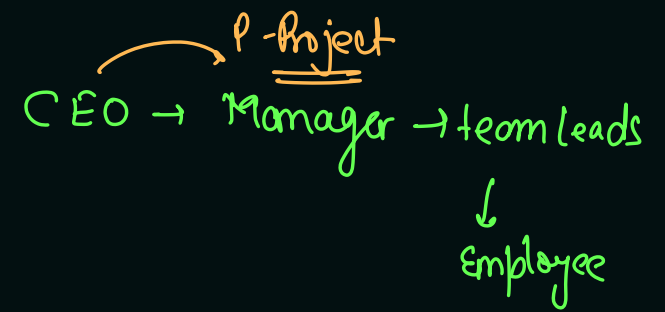 P-Project
CEO → Manager → team leads
↓
Employee